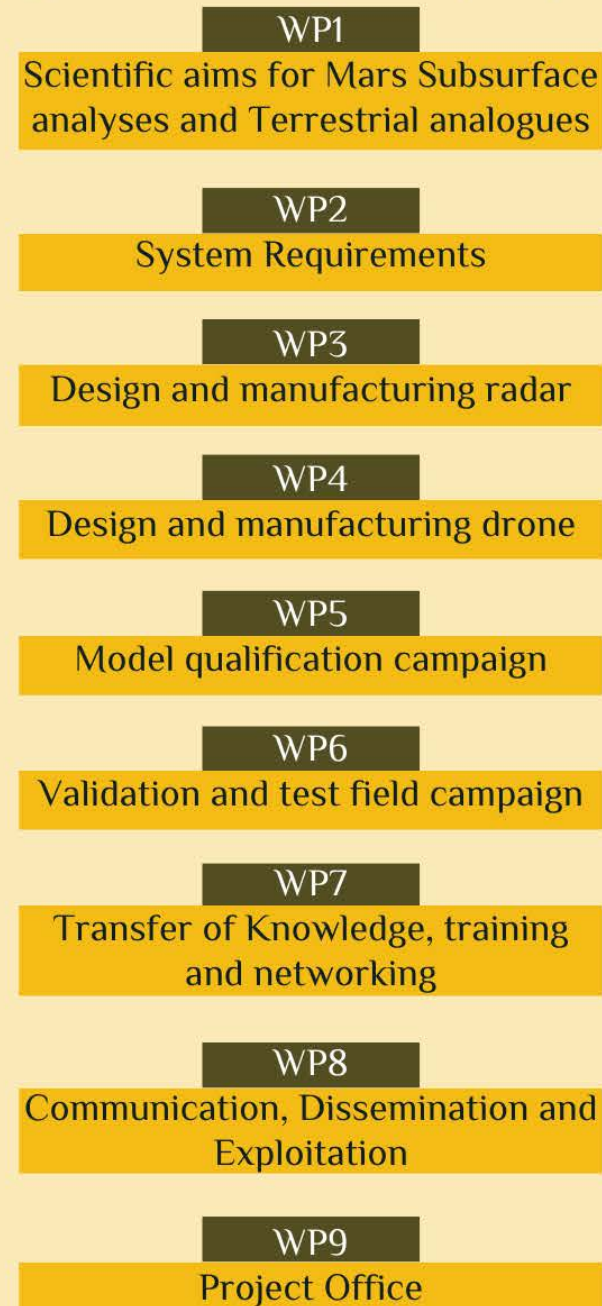 WP1
Scientific aims for Mars Subsurface
analyses and Terrestrial analogues
WP2
System Requirements
WP3
Design and manufacturing radar
WP4
Design and manufacturing drone
WP5
Model qualification campaign
WP6
Validation and test field campaign
WP7
Transfer of Knowledge, training
and networking
WP8
Communication, Dissemination and
Exploitation
WP9
Project Office